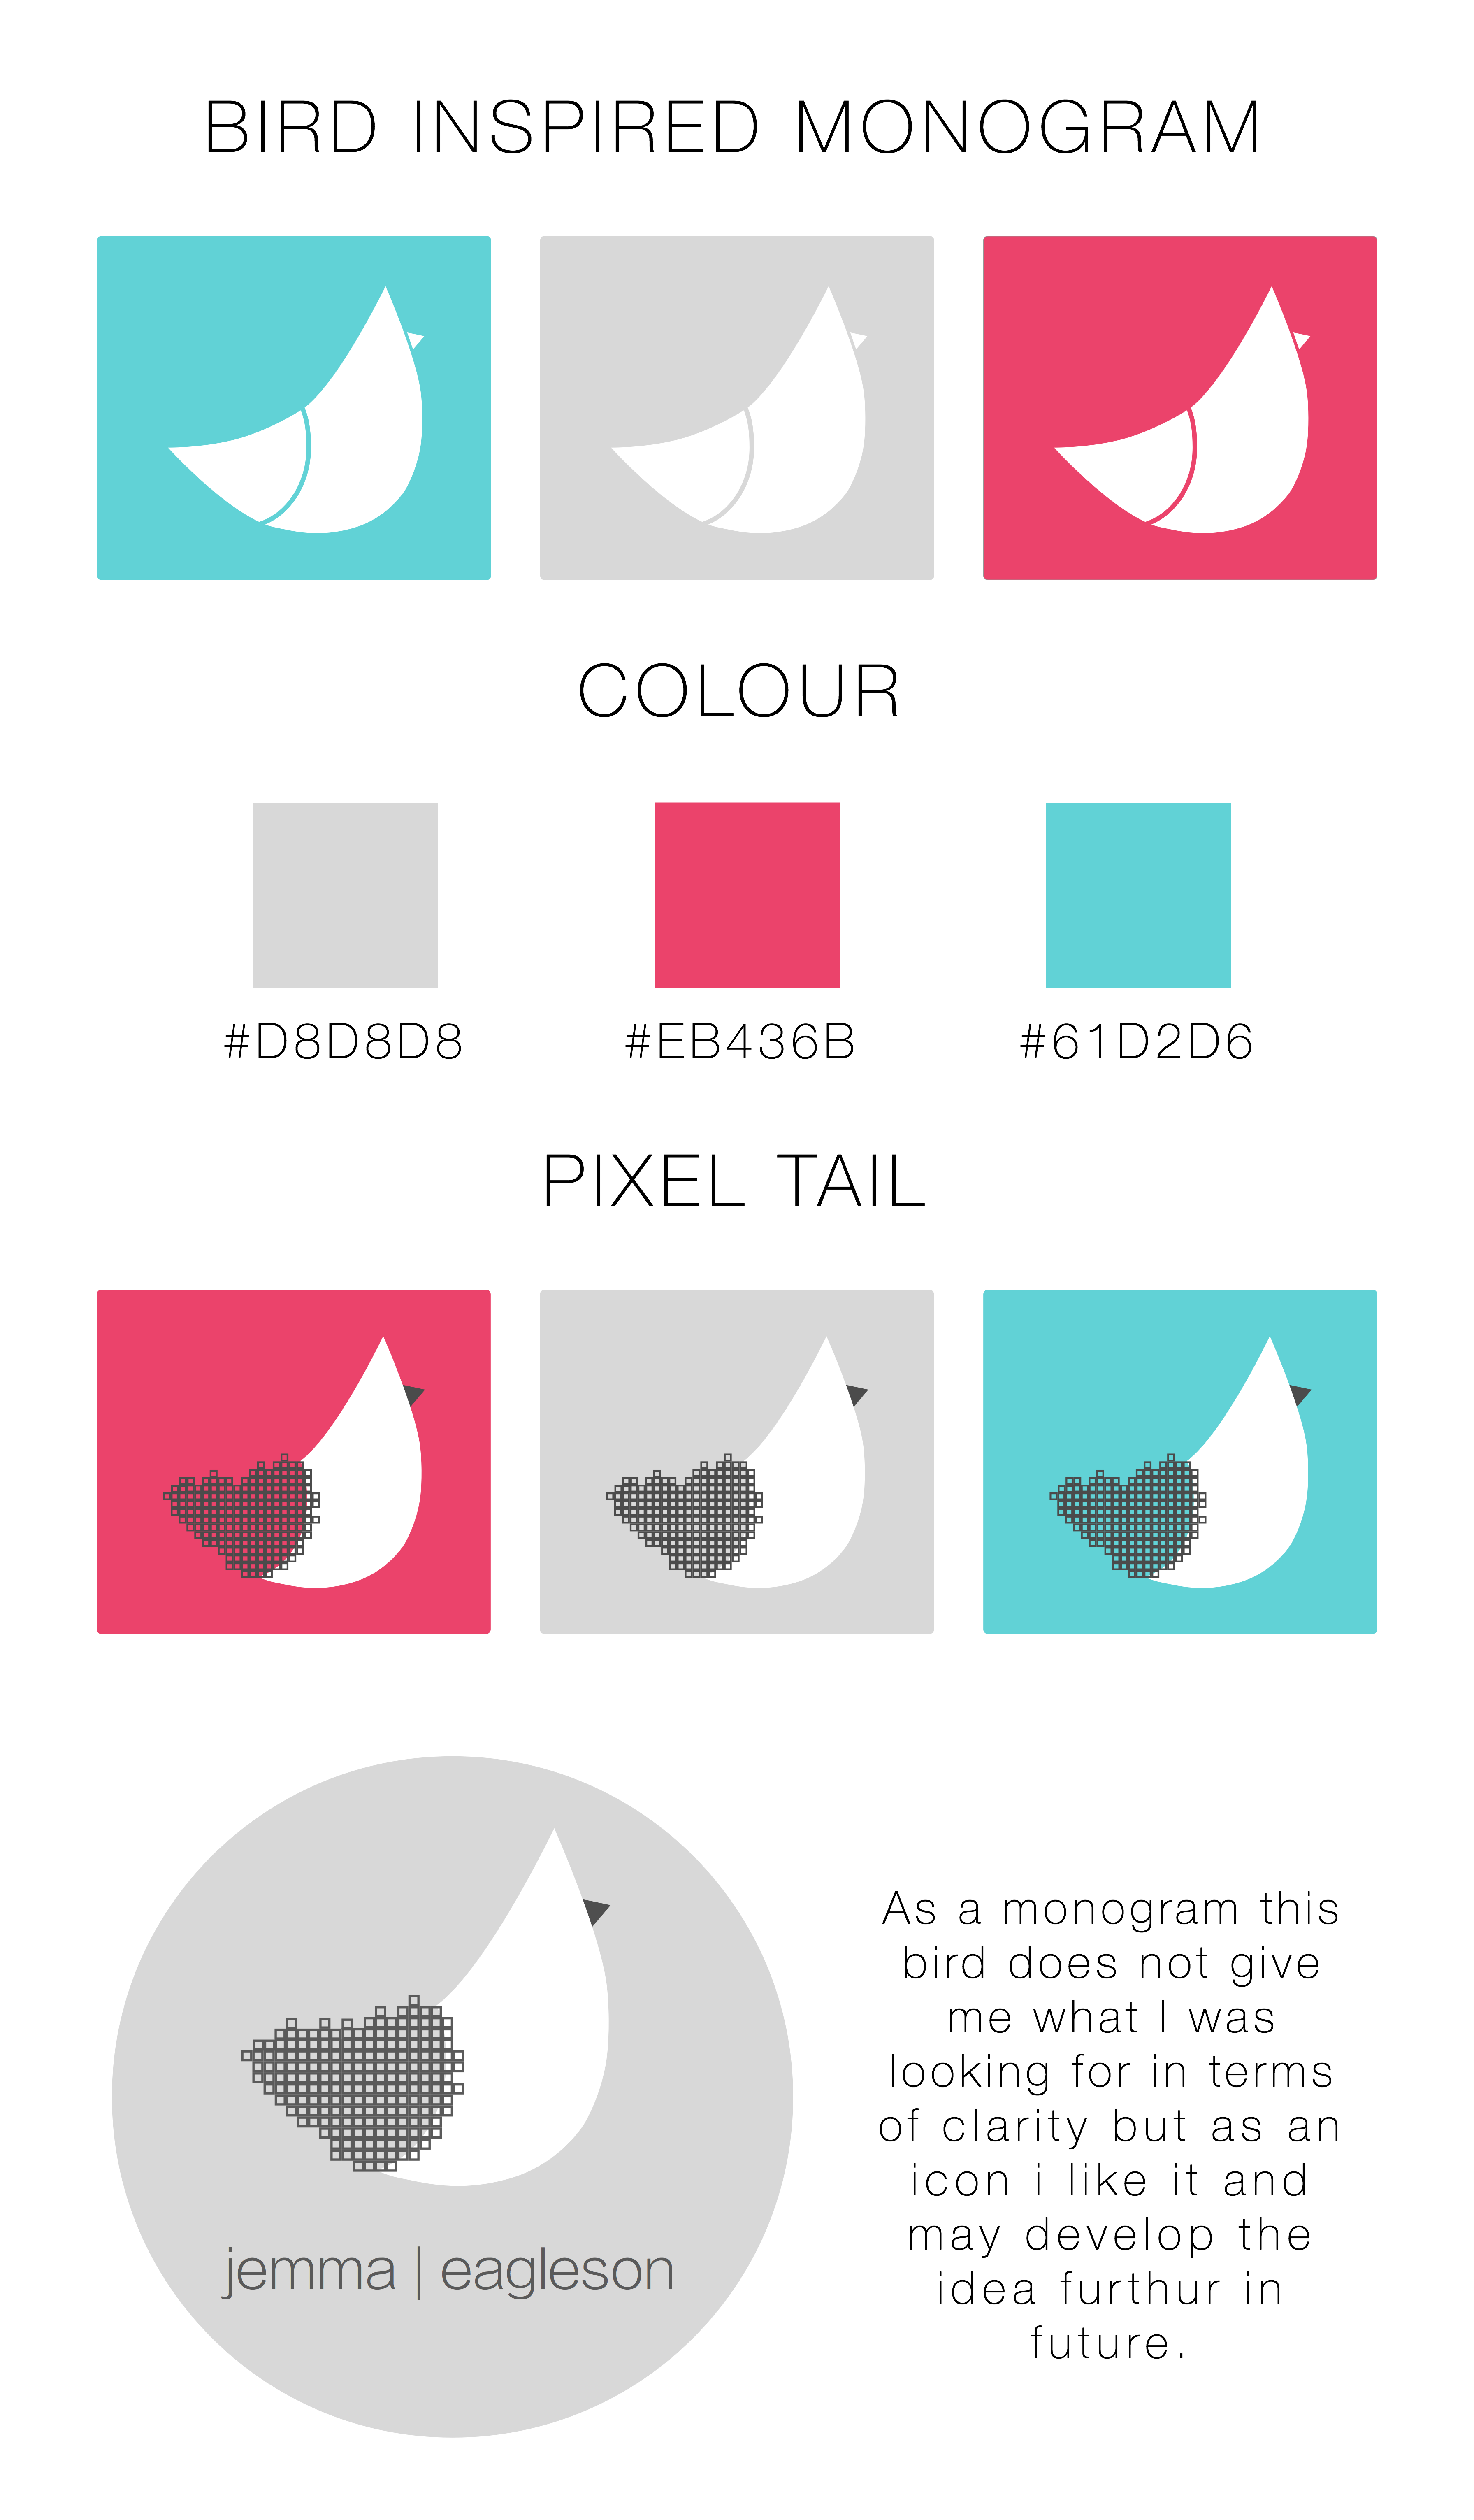 BIRD INSPIRED MONOGRAM
COLOUR
#D8D8D8 #EB436B #61D2D6
PIXEL TAIL
jemma | eagleson
As a monogram this
bird does not give
me what I was
looking for in terms
of clarity but as an
icon i like it and
may develop the
idea furthur in
future.